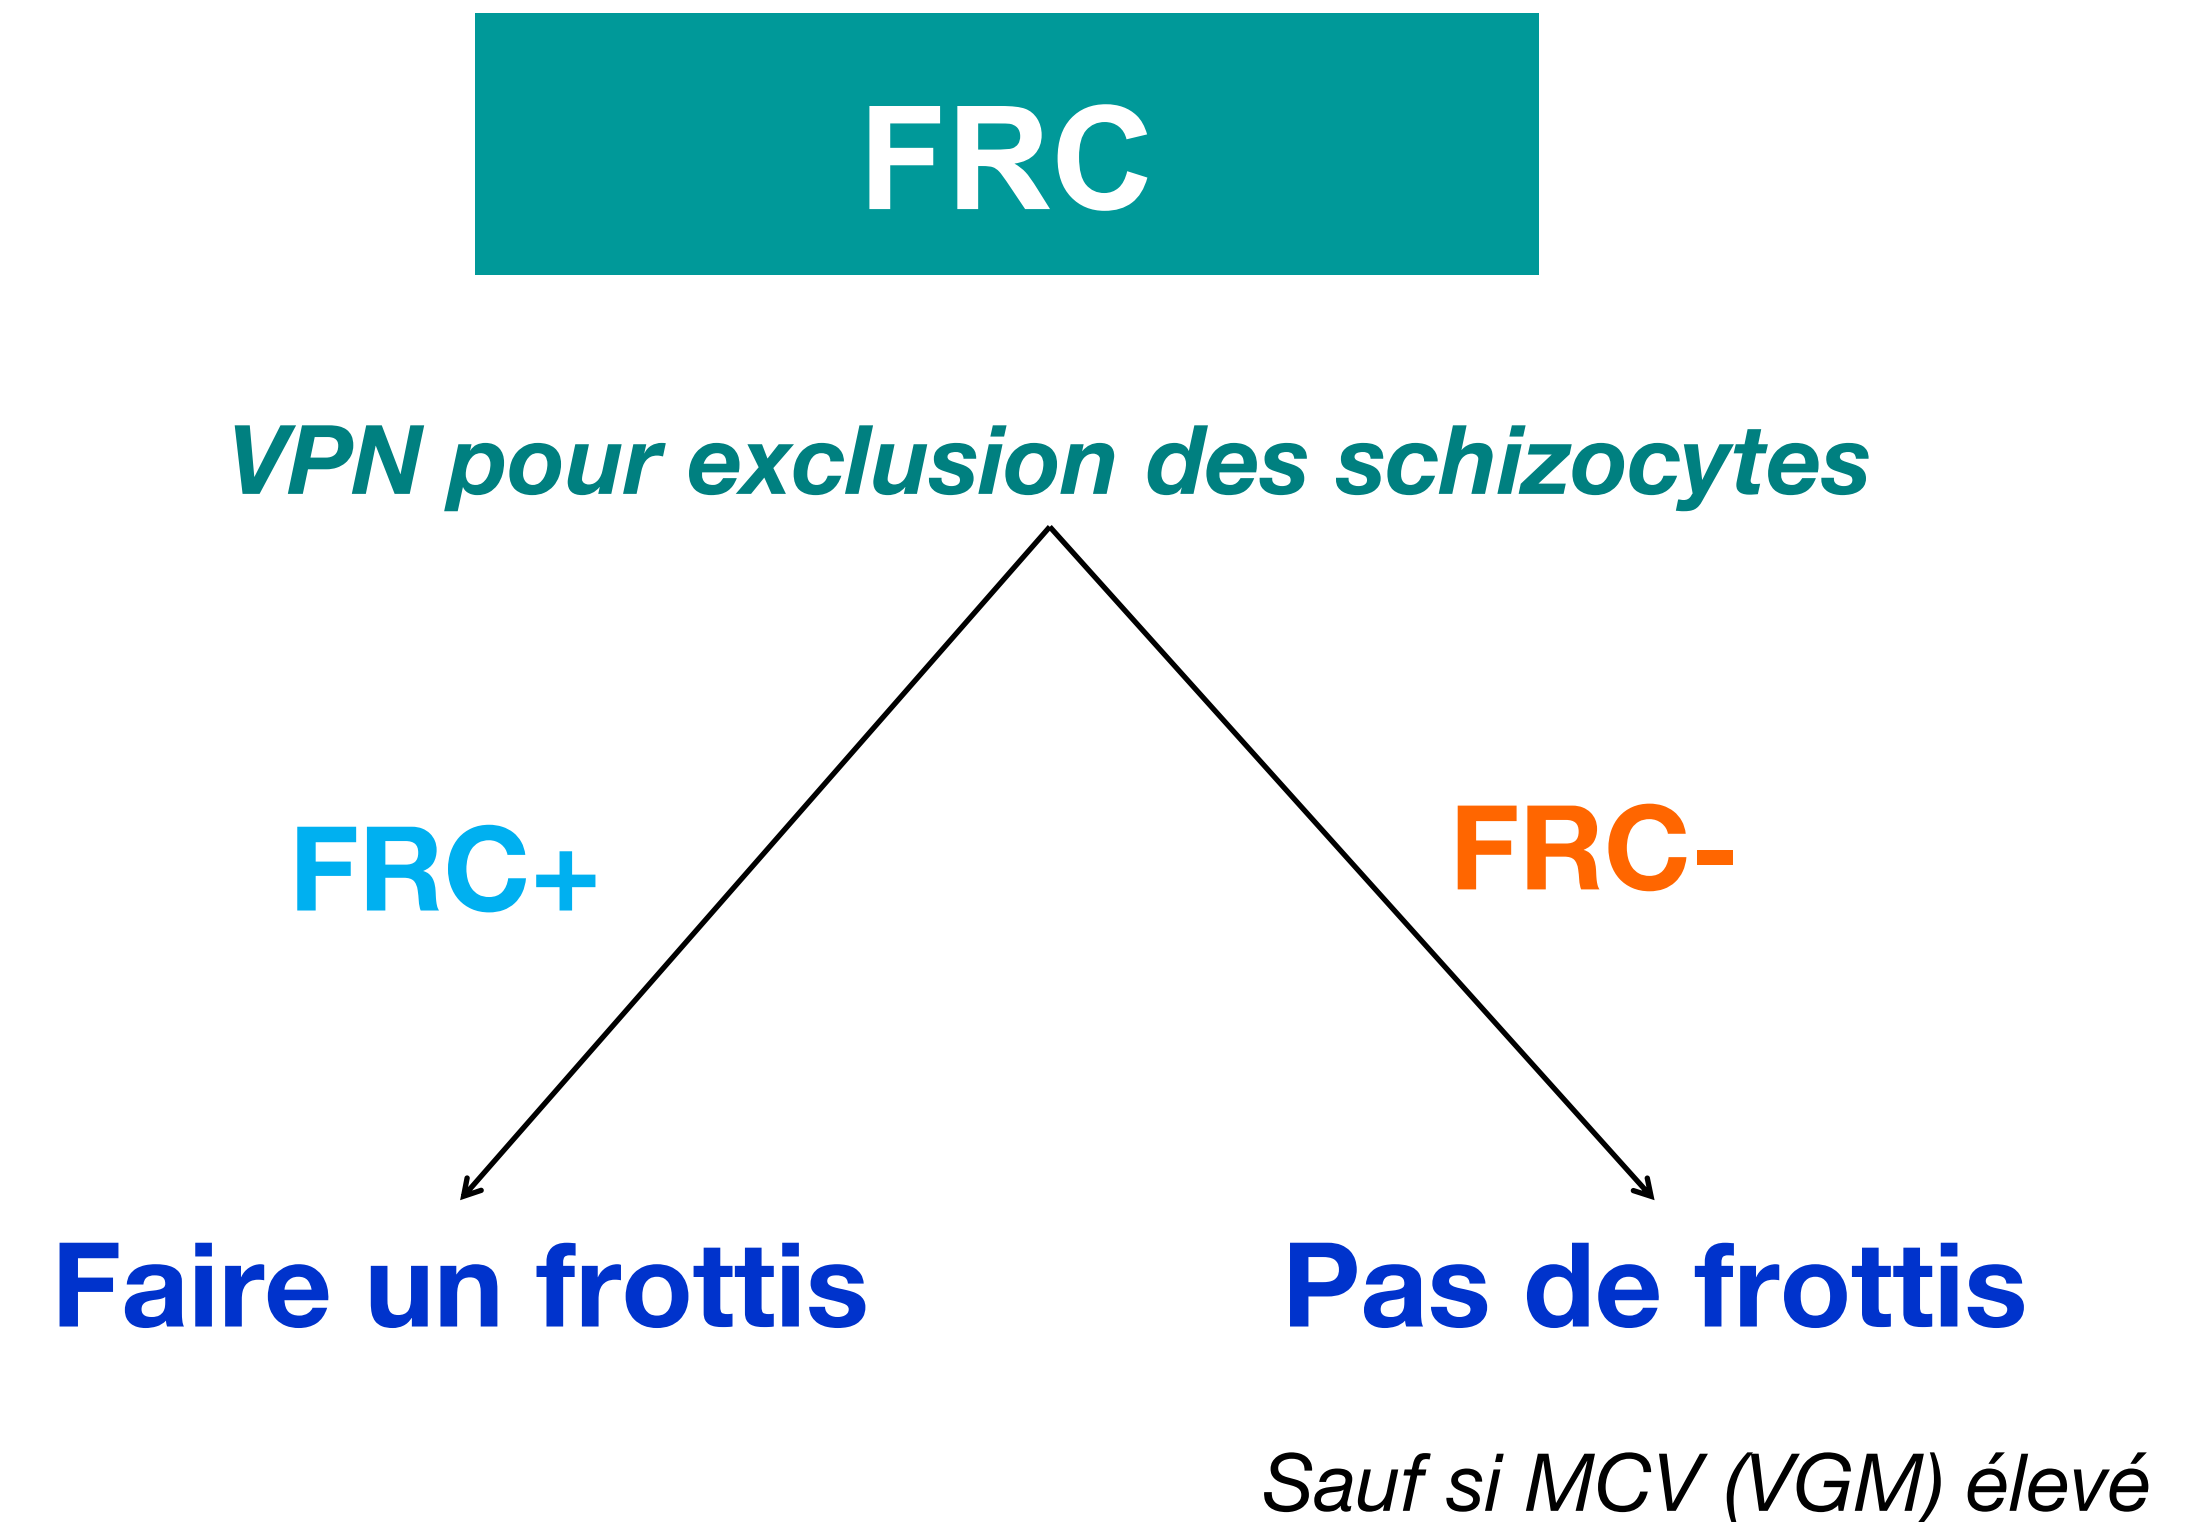 FRC
VPN pour exclusion des schizocytes
FRC+
FRC-
Faire un frottis
Pas de frottis
Sauf si MCV (VGM) élevé